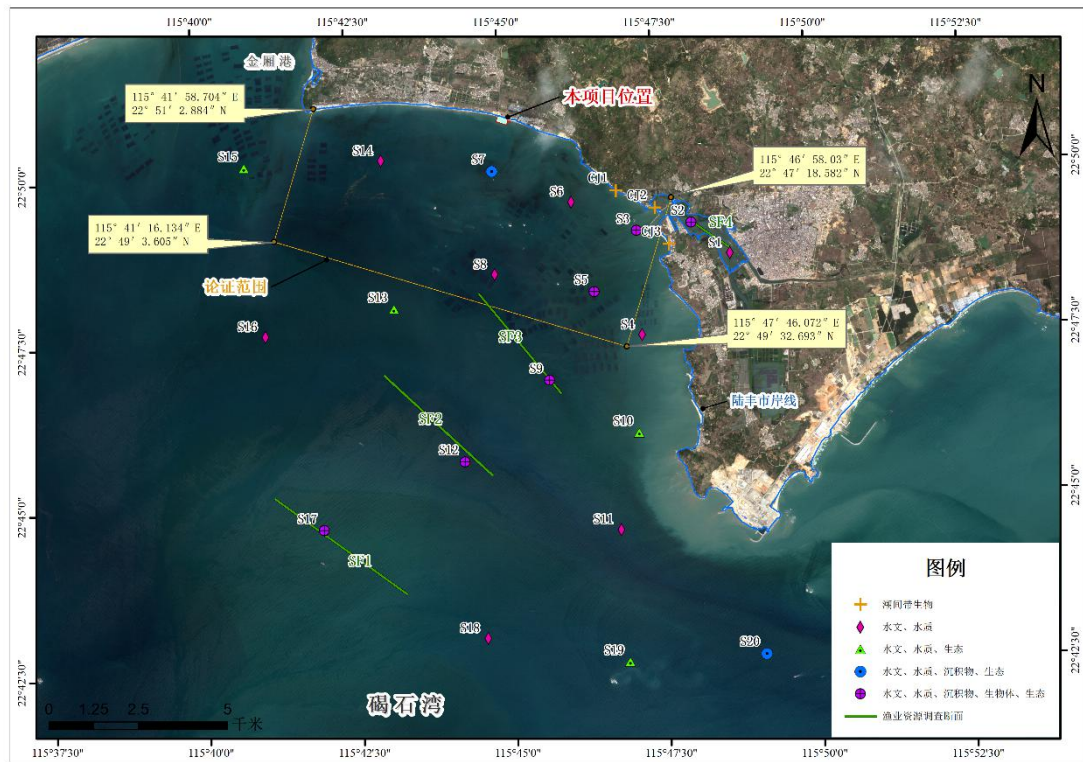 115°40'0"
115°42'30"
115°45'0"
115°47'30"
115°50'0"
115°52'30"
金厢港
115° 41′ 58.704″ E
22° 51′ 2.884″ N
本项目位置
N
S15
S14
S7
22°50'0"
22°50'0"
115° 46′ 58.03″ E
22° 47′ 18.582″ N
CJ1
CJ2
S6
S2
S3
SF4
CJ3
S1
115° 41′ 16.134″ E
22° 49′ 3.605″ N
论证范围
S8
S5
S13
S16
S4
SF3
115° 47′ 46.072″ E
22° 49′ 32.693″ N
22°47'30"
22°47'30"
S9
陆丰市岸线
SF2
S10
S12
22°45'0"
22°45'0"
S17
S11
SF1
图例
潮间带生物
水文、水质
水文、水质、生态
水文、水质、沉积物、生态
水文、水质、沉积物、生物体、生态
渔业资源调查断面
S18
S19
S20
22°42'30"
22°42'30"
碣石湾
0 1.25 2.5 5
千米
115°37'30"
115°40'0"
115°42'30"
115°45'0"
115°47'30"
115°50'0"
115°52'30"